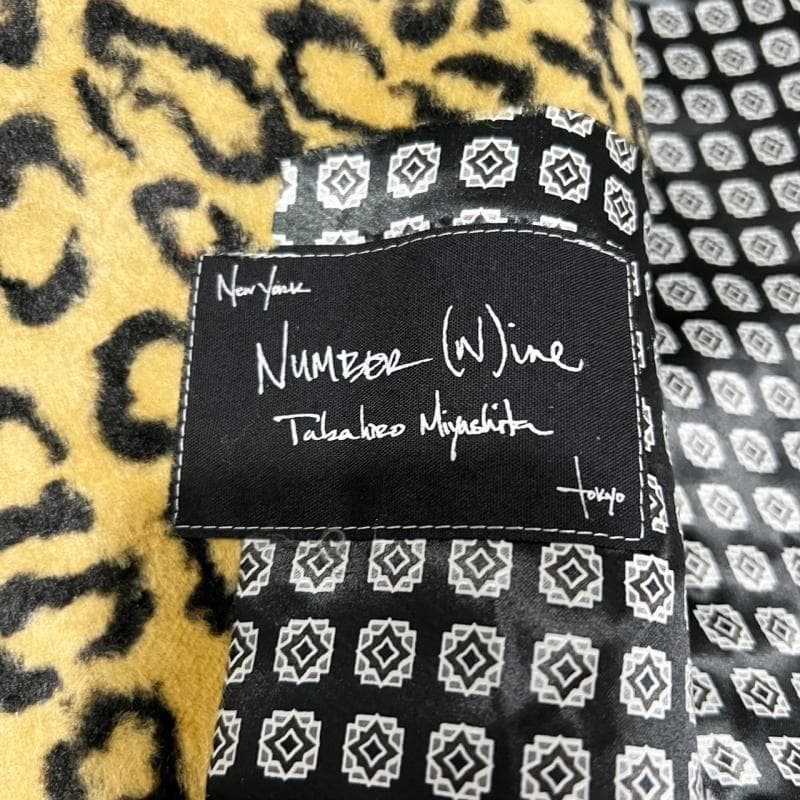 New York
NUMBER (N)ine
Takahiro Miyashita
Tokyo